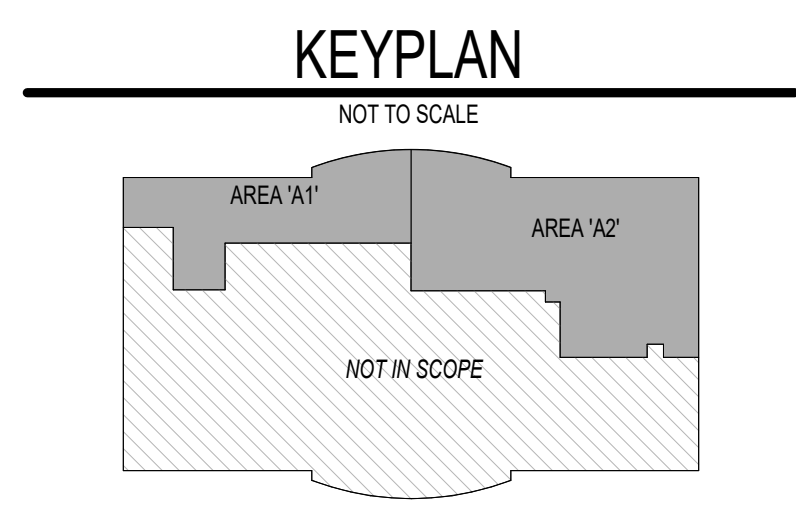 KEYPLAN
NOT TO SCALE
AREA 'A1'
AREA 'A2'
NOT IN SCOPE